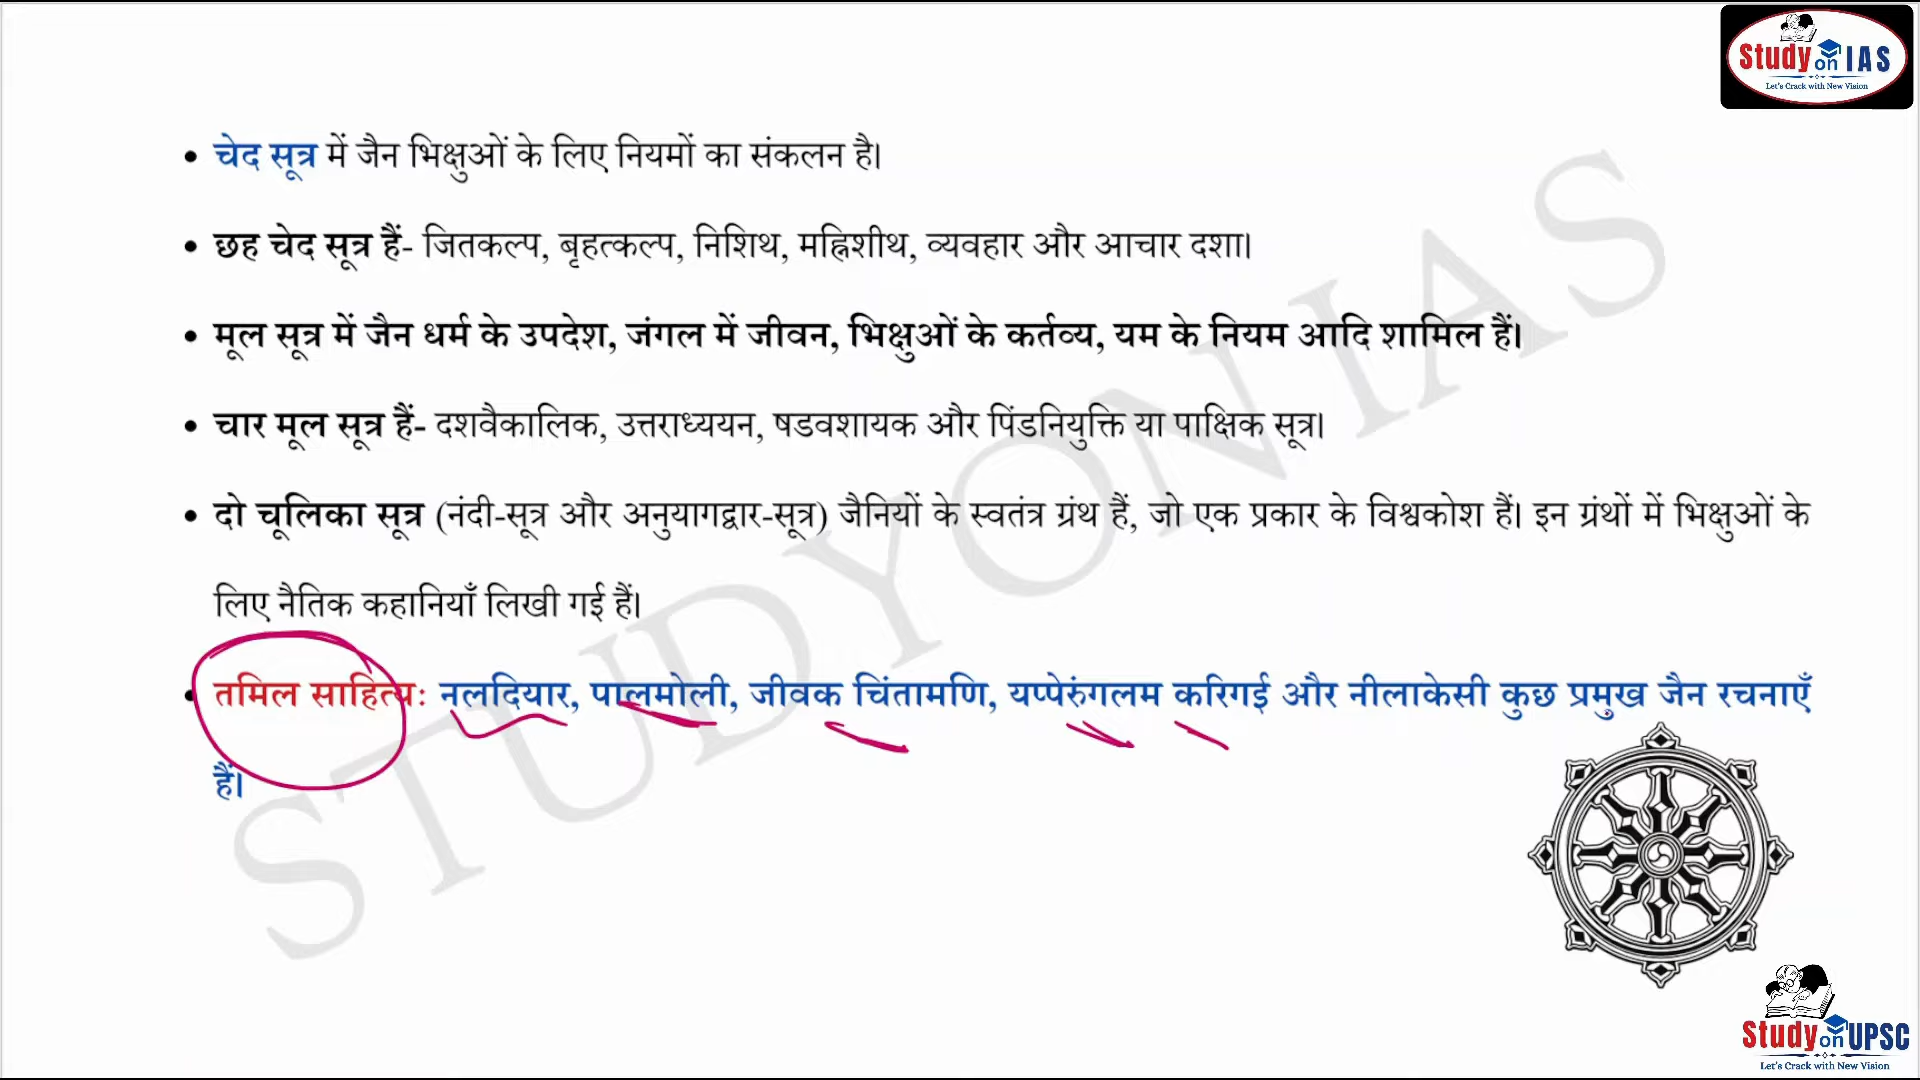 Study on IAS
Let's Crack with New Vision
• चेद सूत्र में जैन भिक्षुओं के लिए नियमों का संकलन है।
• छह चेद सूत्र हैं- जितकल्प, बृहत्कल्प, निशिथ, महिशीथ, व्यवहार और आचार दशा।
• मूल सूत्र में जैन धर्म के उपदेश, जंगल में जीवन, भिक्षुओं के कर्तव्य, यम के नियम आदि शामिल हैं।
• चार मूल सूत्र हैं- दशवैकालिक, उत्तराध्ययन, षडवशायक और पिंडनियुक्ति या पाक्षिक सूत्र।
• दो चूलिका सूत्र (नंदी-सूत्र और अनुयागद्वार-सूत्र) जैनियों के स्वतंत्र ग्रंथ हैं, जो एक प्रकार के विश्वकोश हैं। इन ग्रंथों में भिक्षुओं के
लिए नैतिक कहानियाँ लिखी गई हैं।
• तमिल साहित्यः नलदियार, पालमोली, जीवक चिंतामणि, यप्पेरुंगलम करिगई और नीलाकेसी कुछ प्रमुख जैन रचनाएँ
हैं।
STUDYON IAS
Study on UPSC
Let's Crack with New Vision